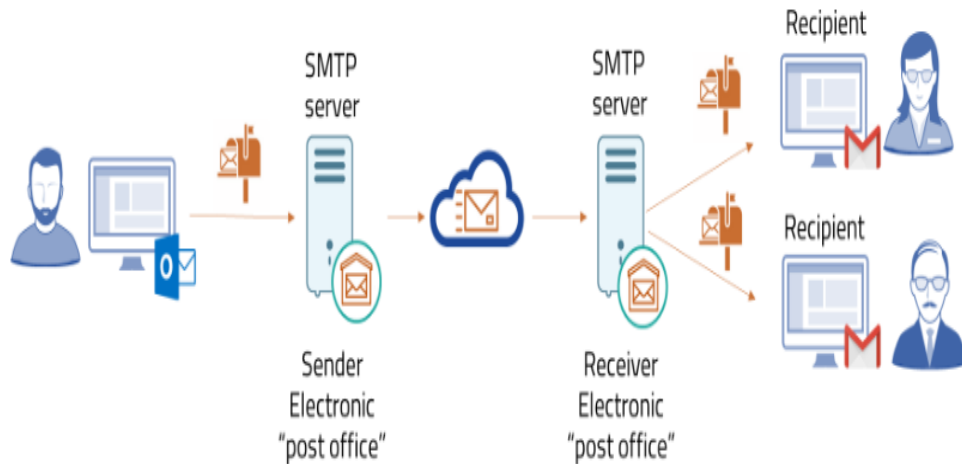 SMTP
server
Sender
Electronic
“post office”
SMTP
server
Receiver
Electronic
“post office”
Recipient
Recipient